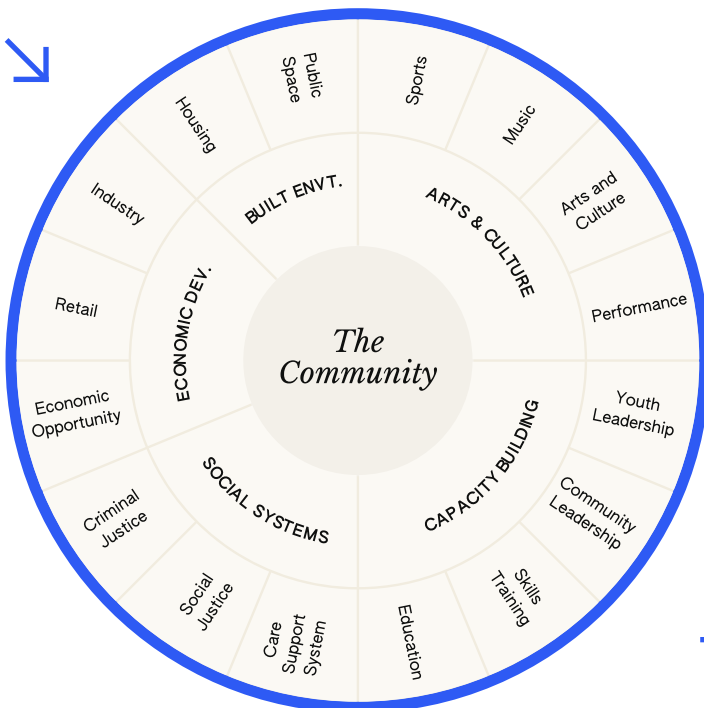 The
Community
ARTS & CULTURE
Sports
Music
Arts and
Culture
Performance
CAPACITY BUILDING
Youth
Leadership
Community
Leadership
Skills
Training
Education
SOCIAL SYSTEMS
Care
Support
System
Social
Justice
Criminal
Justice
ECONOMIC DEV.
Economic
Opportunity
Retail
Industry
BUILT ENVT.
Housing
Public
Space